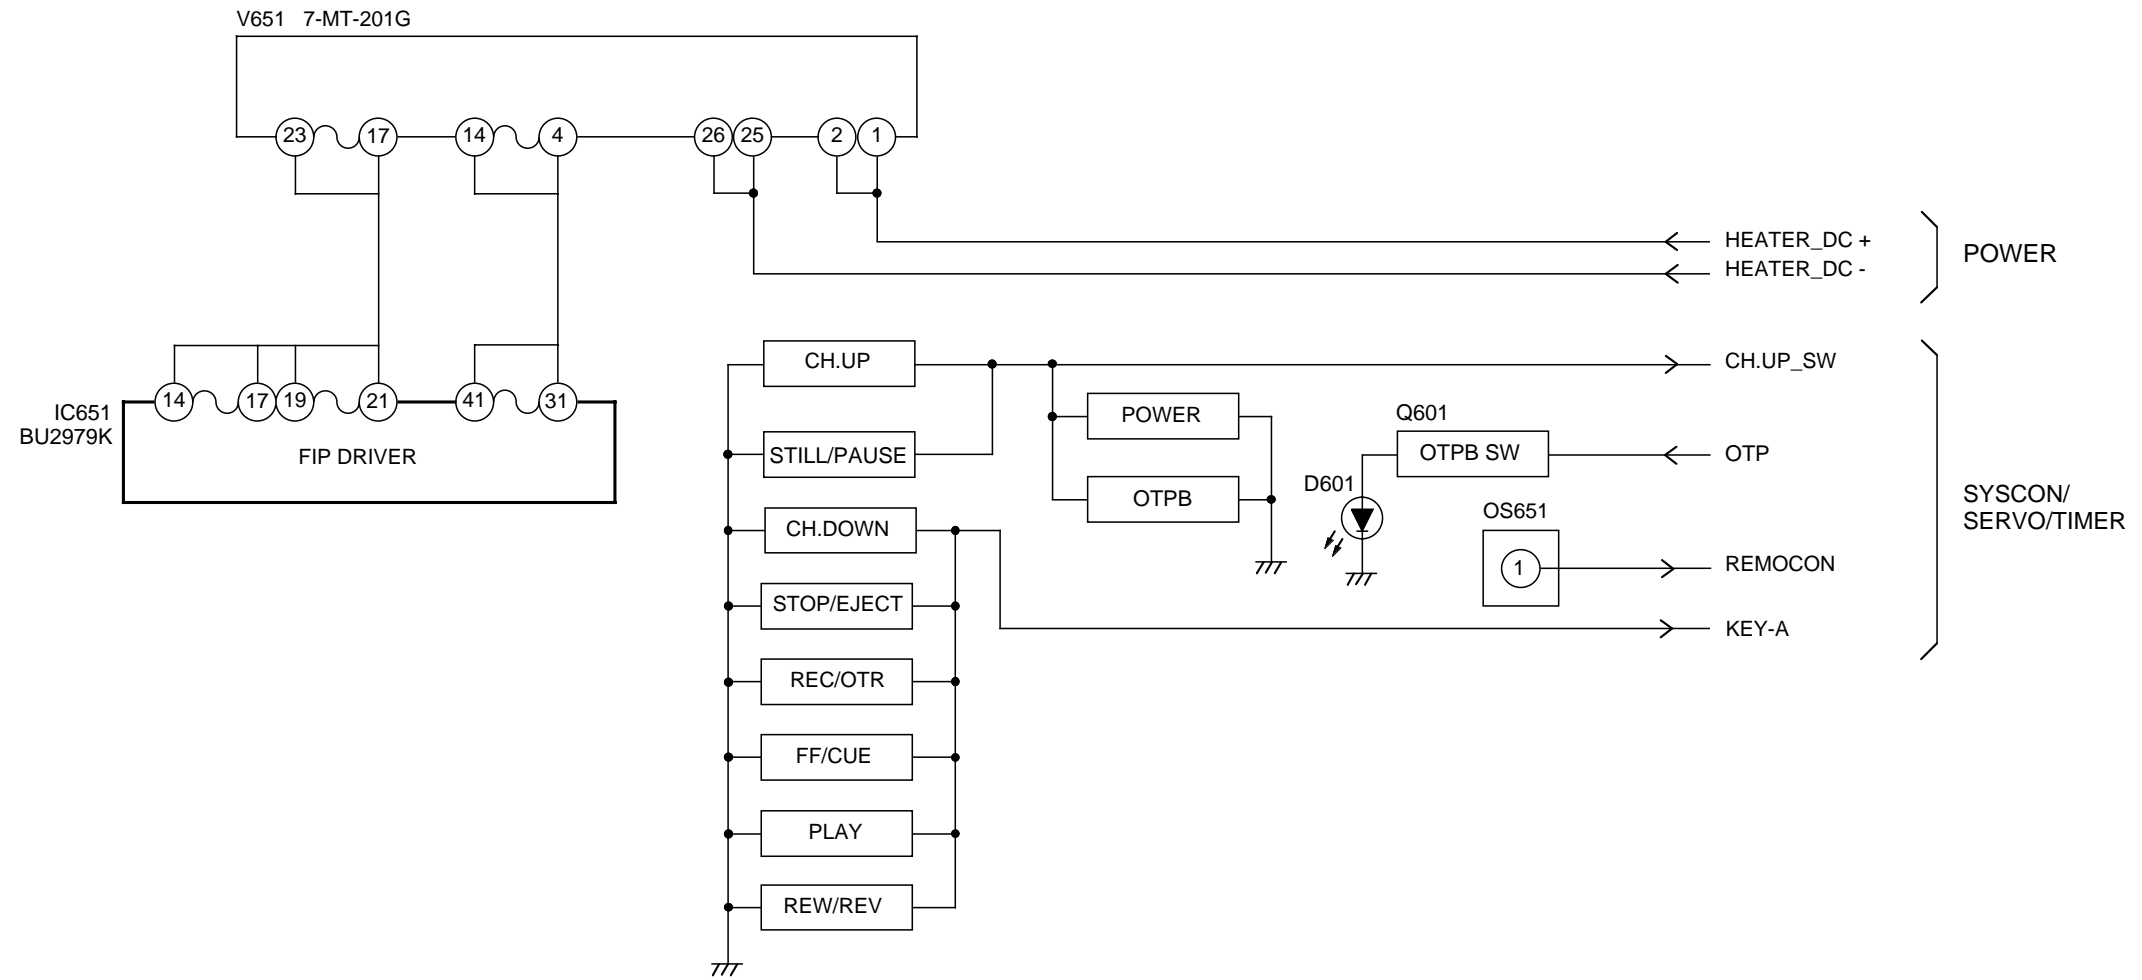 V651 7-MT-201G
23 17 14 4 26 25 2 1
HEATER_DC +
HEATER_DC -
POWER
IC651
BU2979K
14 17 19 21 41 31
FIP DRIVER
CH.UP
CH.UP_SW
POWER
STILL/PAUSE
OTPB
Q601
OTPB SW
OTP
D601
CH.DOWN
OS651
1
REMOCON
SYSCON/
SERVO/TIMER
STOP/EJECT
KEY-A
REC/OTR
FF/CUE
PLAY
REW/REV